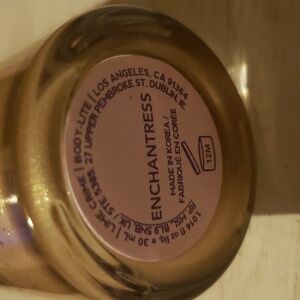 LOS ANGELES, CA 91364
27 UPPER PEMBROKE ST. DUBLIN, IE.
ENCHANTRESS
MADE IN KOREA /
FABRIQUÉ EN CORÉE
12M
LIME CRIME | BODY-LITE |
1.014 fl oz liq. ℮ 30 mL